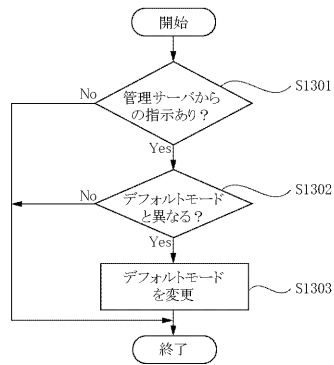 開始
管理サーバから
の指示あり？
S1301
No
Yes
デフォルトモード
と異なる？
S1302
No
Yes
デフォルトモード
を変更
S1303
終了